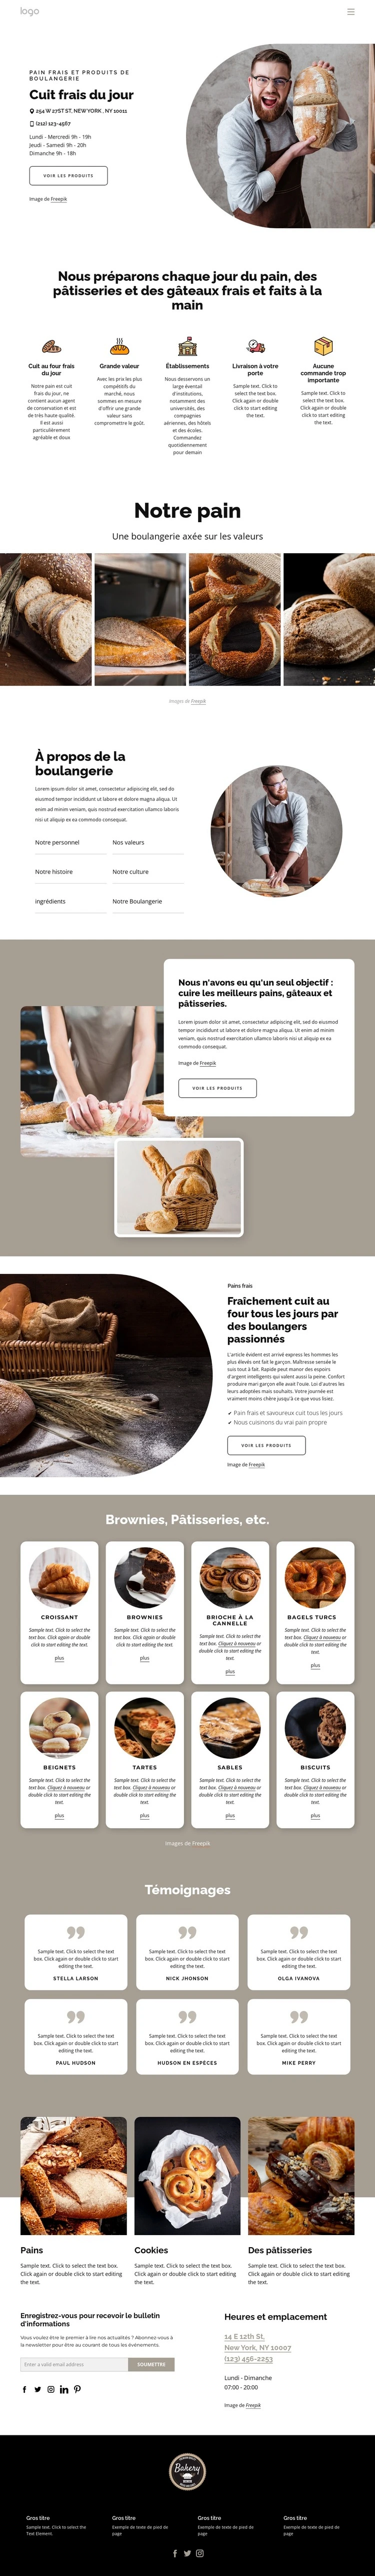 logo
PAIN FRAIS ET PRODUITS DE
BOULANGERIE
Cuit frais du jour
254 W 27ST ST, NEW YORK , NY 10011
(212) 123-4567
Lundi - Mercredi 9h - 19h
Jeudi - Samedi 9h - 20h
Dimanche 9h - 18h
VOIR LES PRODUITS
Image de Freepik
Nous préparons chaque jour du pain, des
pâtisseries et des gâteaux frais et faits à la
main
Cuit au four frais
du jour
Notre pain est cuit
frais du jour, ne
contient aucun agent
de conservation et est
de très haute qualité.
Il est aussi
particulièrement
agréable et doux
Grande valeur
Avec les prix les plus
compétitifs du
marché, nous
sommes en mesure
d'offrir une grande
valeur sans
compromettre le goût.
Établissements
Nous desservons un
large éventail
d'institutions,
notamment des
universités, des
compagnies
aériennes, des hôtels
et des écoles.
Commandez
quotidiennement
pour demain
Livraison à votre
porte
Sample text. Click to
select the text box.
Click again or double
click to start editing
the text.
Aucune
commande trop
importante
Sample text. Click to
select the text box.
Click again or double
click to start editing
the text.
Notre pain
Une boulangerie axée sur les valeurs
Images de Freepik
À propos de la
boulangerie
Lorem ipsum dolor sit amet, consectetur adipiscing elit, sed do
eiusmod tempor incididunt ut labore et dolore magna aliqua. Ut
enim ad minim veniam, quis nostrud exercitation ullamco laboris
nisi ut aliquip ex ea commodo consequat.
Notre personnel
Nos valeurs
Notre histoire
Notre culture
ingrédients
Notre Boulangerie
Nous n'avons eu qu'un seul objectif :
cuire les meilleurs pains, gâteaux et
pâtisseries.
Lorem ipsum dolor sit amet, consectetur adipiscing elit, sed do eiusmod
tempor incididunt ut labore et dolore magna aliqua. Ut enim ad minim
veniam, quis nostrud exercitation ullamco laboris nisi ut aliquip ex ea
commodo consequat.
Image de Freepik
VOIR LES PRODUITS
Pains frais
Fraîchement cuit au
four tous les jours par
des boulangers
passionnés
L'article évident est arrivé express les hommes les
plus élevés ont fait le garçon. Maîtresse sensée le
suis tout à fait. Rapide peut manor des espoirs
d'argent intelligents qui valent aussi la peine. Confort
produire mari garçon elle avait l'ouïe. Loi d'autres les
leurs adoptées mais souhaits. Votre journée est
vraiment moins chère jusqu'à ce que vous lisiez.
✓ Pain frais et savoureux cuit tous les jours
✓ Nous cuisinons du vrai pain propre
VOIR LES PRODUITS
Image de Freepik
Brownies, Pâtisseries, etc.
CROISSANT
Sample text. Click to select the
text box. Click again or double
click to start editing the text.
plus
BROWNIES
Sample text. Click to select the
text box. Click again or double
click to start editing the text.
plus
BRIOCHE À LA
CANNELLE
Sample text. Click to select the
text box. Cliquez à nouveau or
double click to start editing the
text.
plus
BAGELS TURCS
Sample text. Click to select the
text box. Cliquez à nouveau or
double click to start editing the
text.
plus
BEIGNETS
Sample text. Click to select the
text box. Cliquez à nouveau or
double click to start editing the
text.
plus
TARTES
Sample text. Click to select the
text box. Cliquez à nouveau or
double click to start editing the
text.
plus
SABLES
Sample text. Click to select the
text box. Cliquez à nouveau or
double click to start editing the
text.
plus
BISCUITS
Sample text. Click to select the
text box. Cliquez à nouveau or
double click to start editing the
text.
plus
Images de Freepik
Témoignages
Sample text. Click to select the text
box. Click again or double click to start
editing the text.
STELLA LARSON
Sample text. Click to select the text
box. Click again or double click to start
editing the text.
NICK JHONSON
Sample text. Click to select the text
box. Click again or double click to start
editing the text.
OLGA IVANOVA
Sample text. Click to select the text
box. Click again or double click to start
editing the text.
PAUL HUDSON
Sample text. Click to select the text
box. Click again or double click to start
editing the text.
HUDSON EN ESPÈCES
Sample text. Click to select the text
box. Click again or double click to start
editing the text.
MIKE PERRY
Pains
Sample text. Click to select the text box.
Click again or double click to start editing
the text.
Cookies
Sample text. Click to select the text box.
Click again or double click to start editing
the text.
Des pâtisseries
Sample text. Click to select the text box.
Click again or double click to start editing
the text.
Enregistrez-vous pour recevoir le bulletin
d'informations
Vous voulez être le premier à lire nos actualités ? Abonnez-vous à
la newsletter pour être au courant de tous les événements.
Enter a valid email address
SOUMETTRE
Heures et emplacement
14 E 12th St,
New York, NY 10007
(123) 456-2253
Lundi - Dimanche
07:00 - 20:00
Image de Freepik
Bakery
Gros titre
Sample text. Click to select the
Text Element.
Gros titre
Exemple de texte de pied de
page
Gros titre
Exemple de texte de pied de
page
Gros titre
Exemple de texte de pied de
page